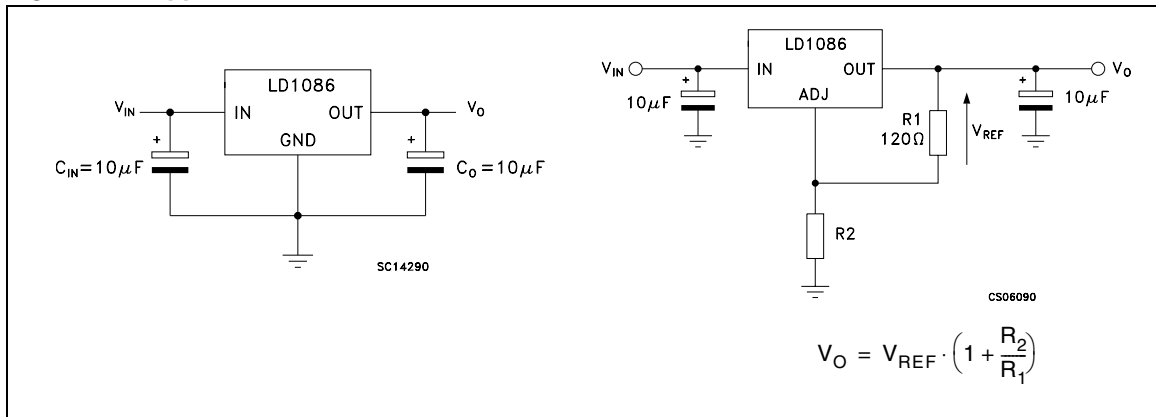 LD1086
V_IN
IN
OUT
V_O
GND
+
+
C_IN=10μF
C_O=10μF
SC14290
LD1086
V_IN
IN
OUT
V_O
ADJ
+
+
10μF
10μF
R1
120Ω
V_REF
R2
CS06090
V_O = V_REF · (1 + R_2/R_1)